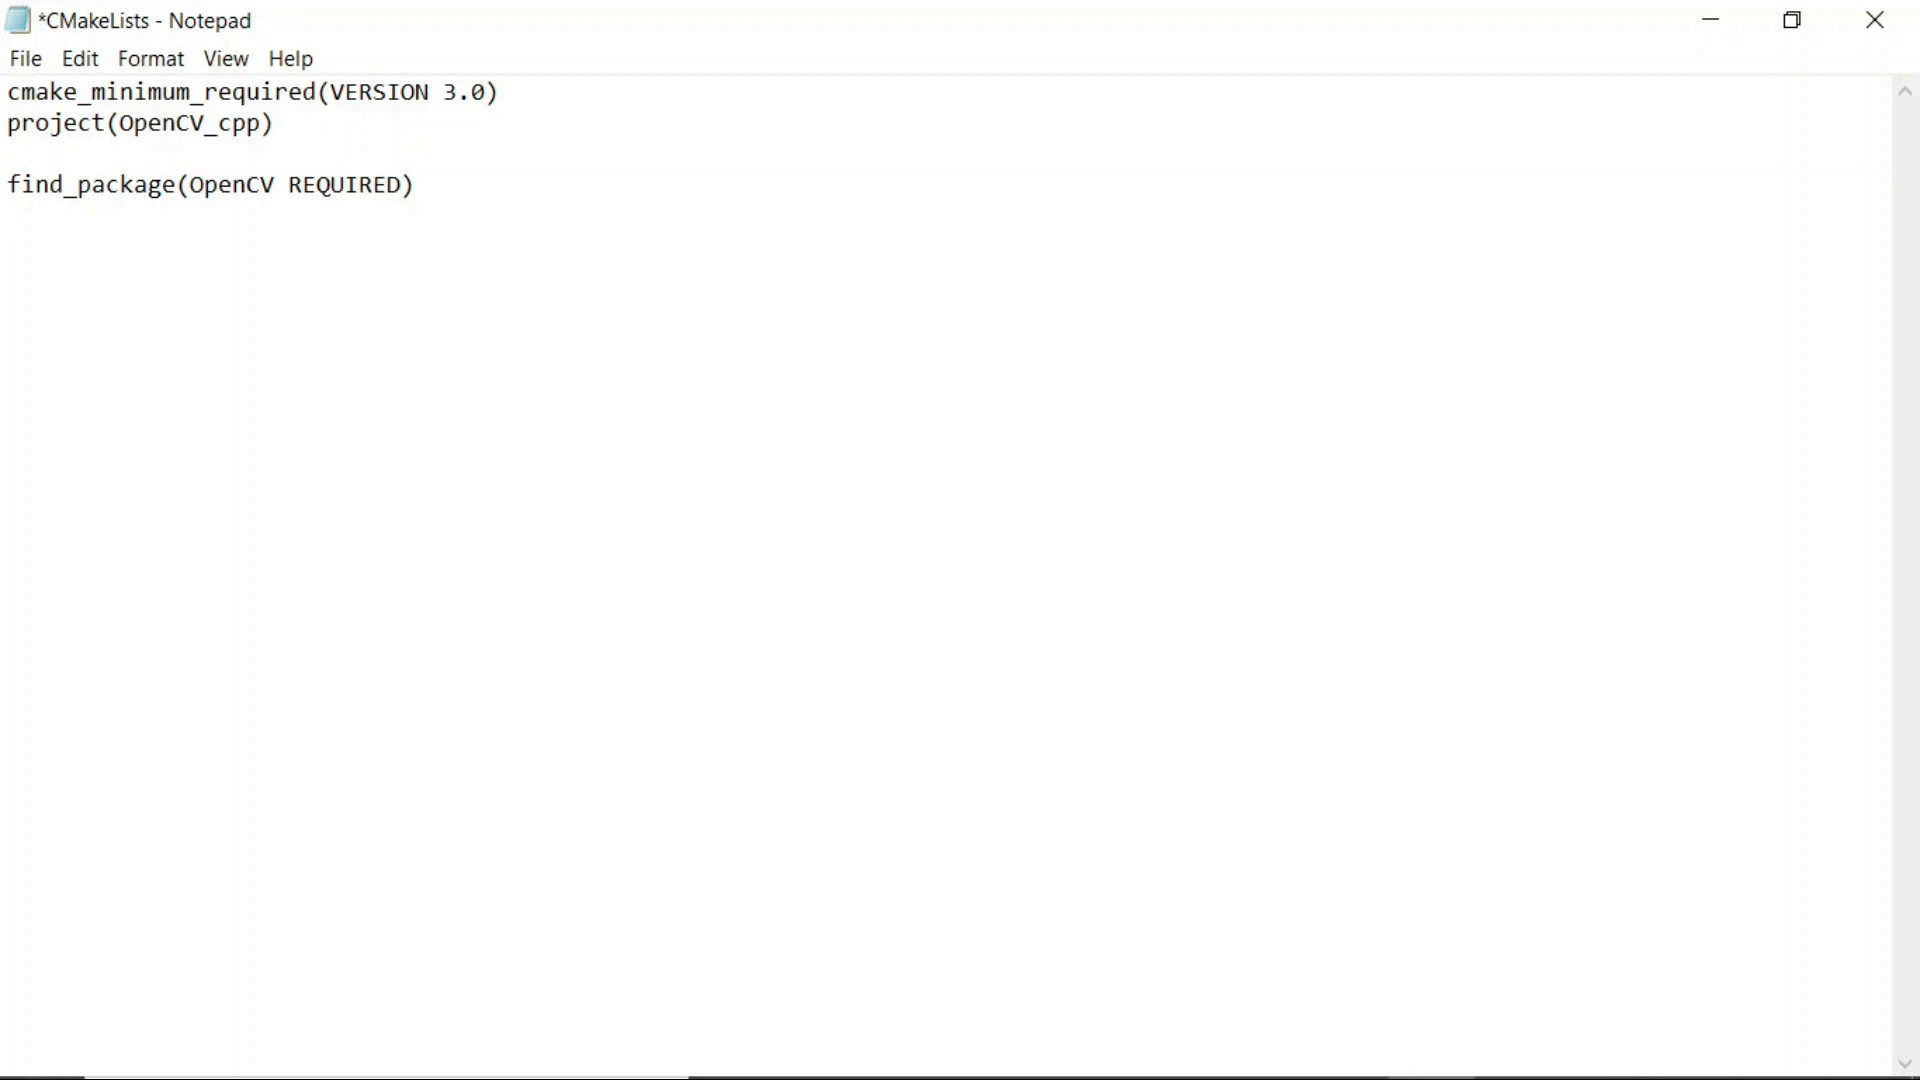 *CMakeLists - Notepad
File Edit Format View Help
cmake_minimum_required(VERSION 3.0)
project(OpenCV_cpp)
find_package(OpenCV REQUIRED)